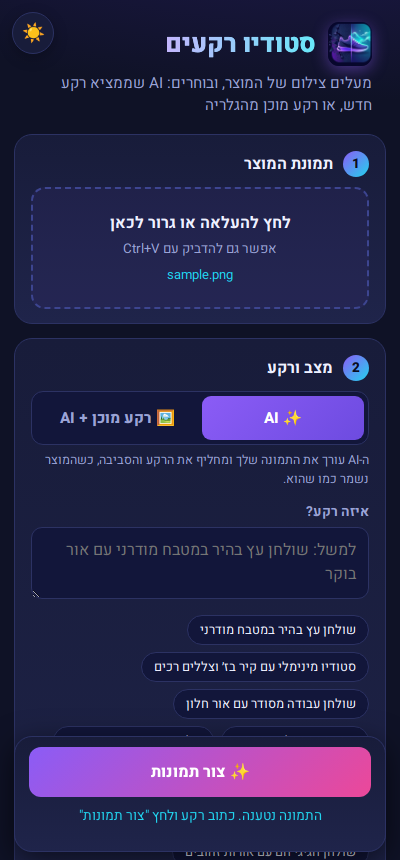 סטודיו רקעים
מעלים צילום של המוצר, ובוחרים: AI שממציא רקע
חדש, או רקע מוכן מהגלריה
1 תמונת המוצר
לחץ להעלאה או גרור לכאן
אפשר גם להדביק עם Ctrl+V
sample.png
2 מצב ורקע
✨ AI
🖼️ רקע מוכן + AI
ה-AI עורך את התמונה שלך ומחליף את הרקע והסביבה, כשהמוצר
נשמר כמו שהוא.
איזה רקע?
למשל: שולחן עץ בהיר במטבח מודרני עם אור
בוקר
שולחן עץ בהיר במטבח מודרני
סטודיו מינימלי עם קיר בז׳ וצללים רכים
שולחן עבודה מסודר עם אור חלון
✨ צור תמונות
התמונה נטענה. כתוב רקע ולחץ "צור תמונות"